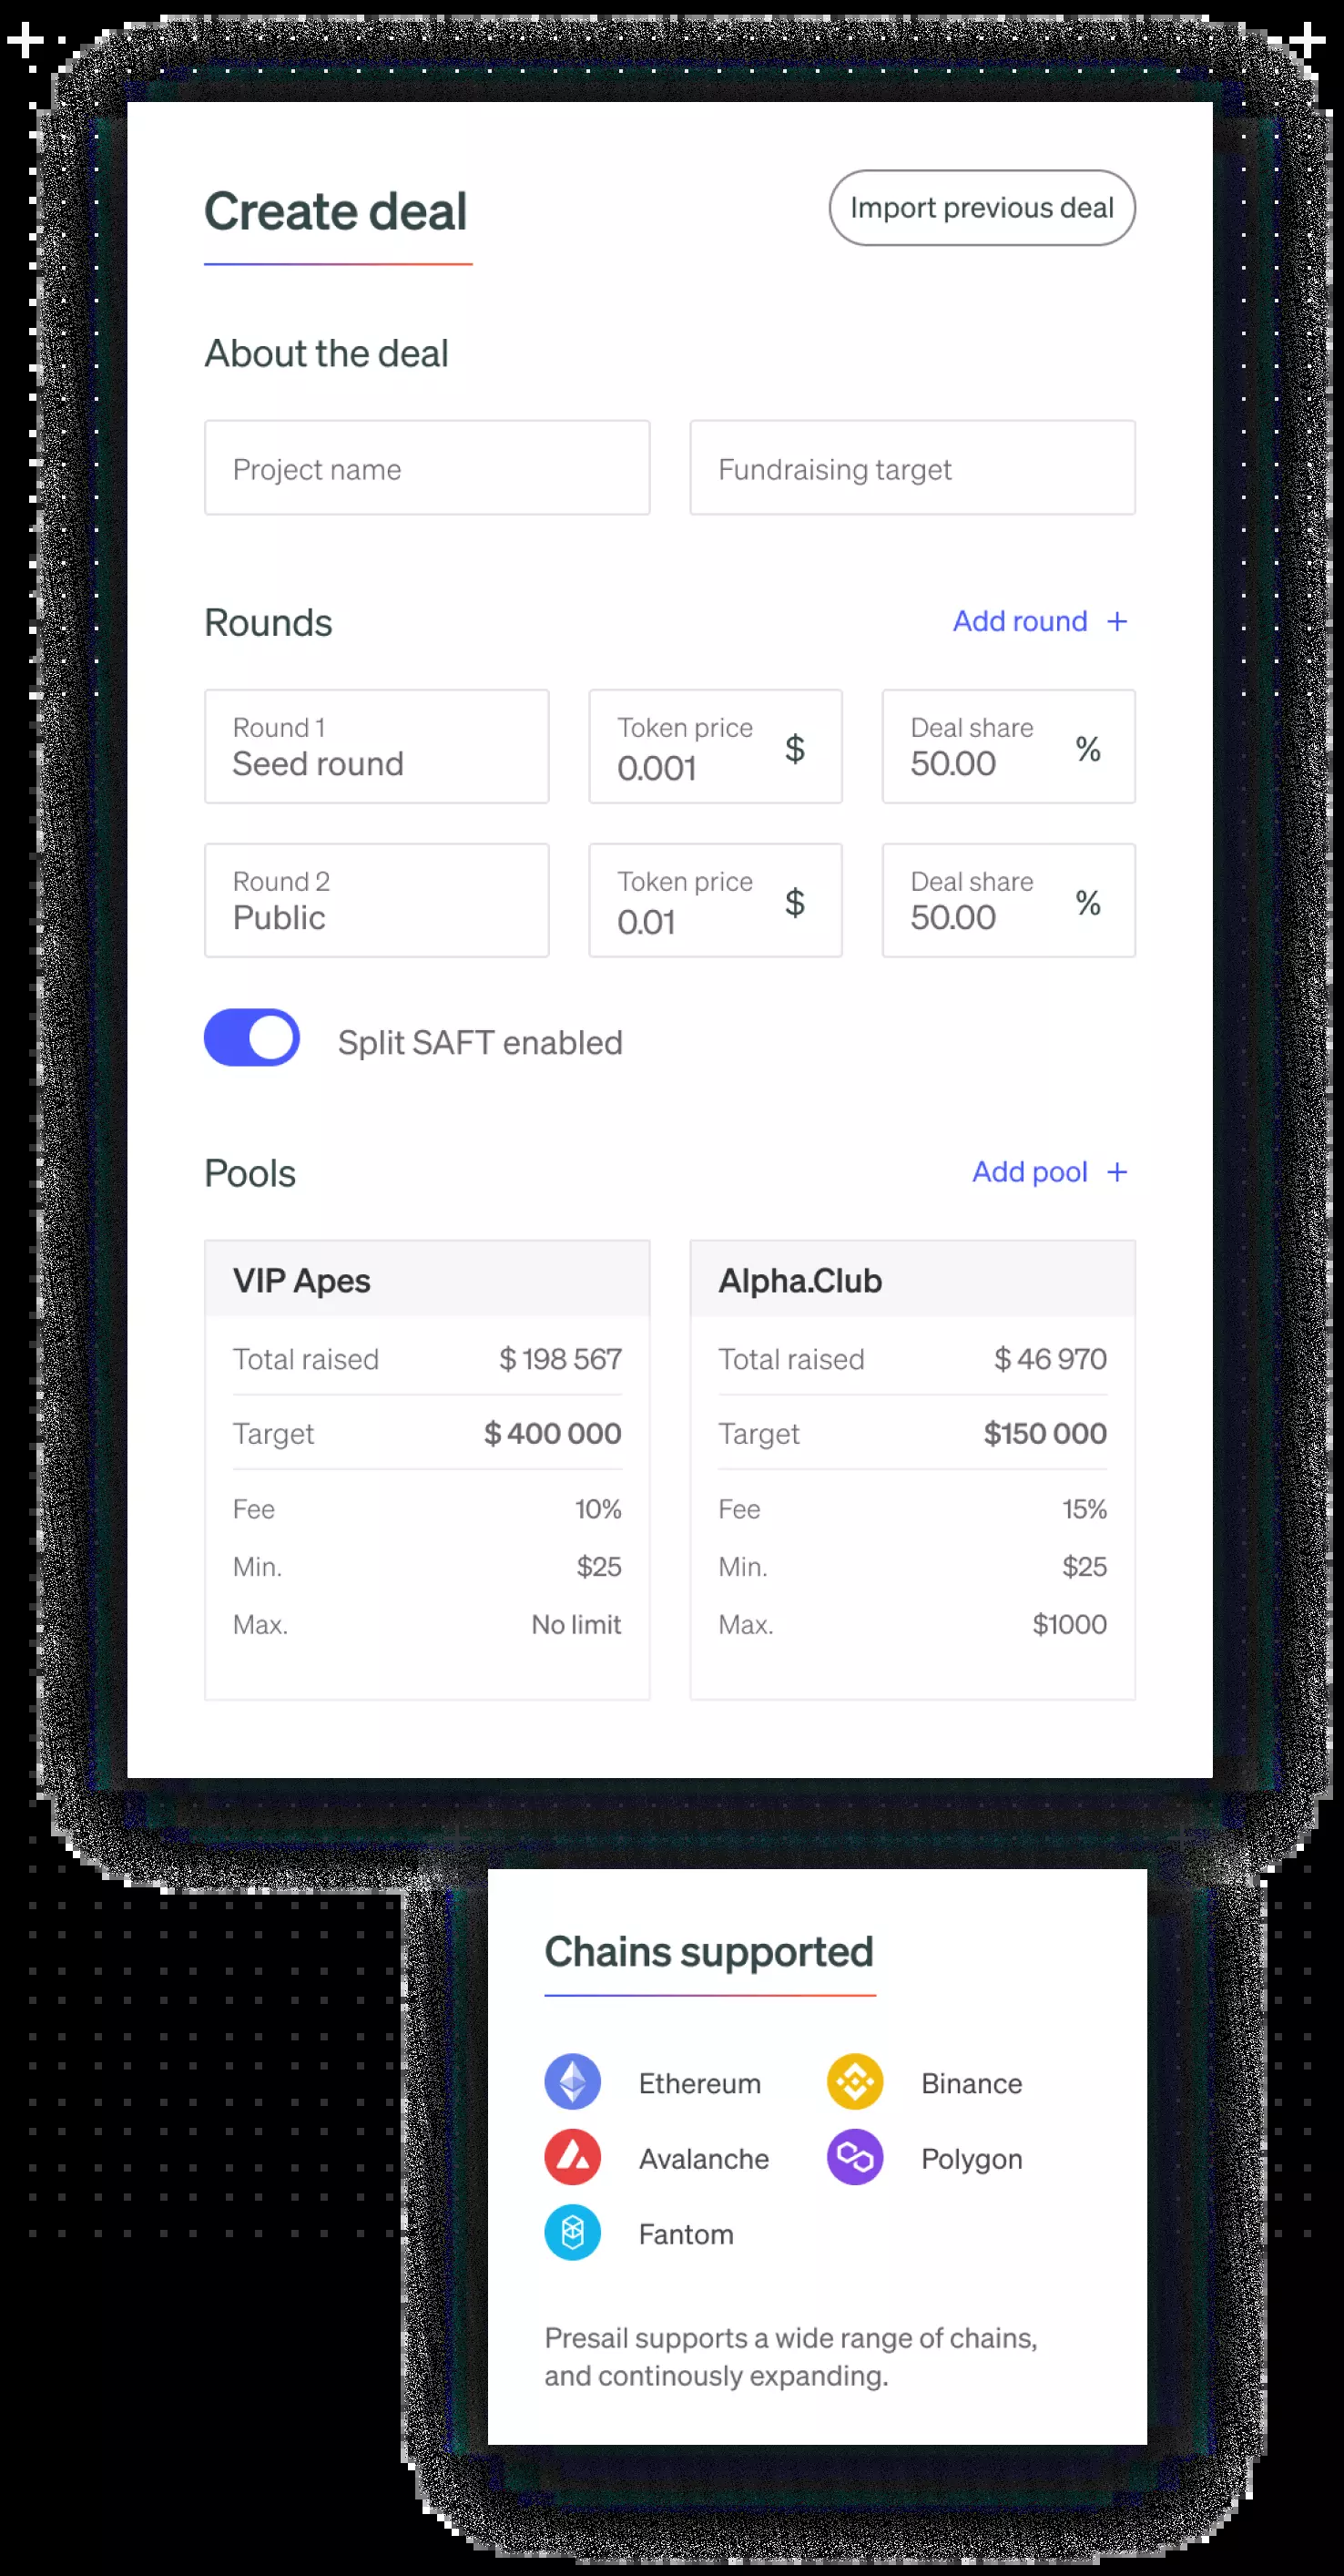 Create deal
Import previous deal
About the deal
Project name
Fundraising target
Rounds
Add round +
Round 1
Seed round
Token price
0.001
$
Deal share
50.00
%
Round 2
Public
Token price
0.01
$
Deal share
50.00
%
Split SAFT enabled
Pools
Add pool +
VIP Apes
Total raised $ 198 567
Target $ 400 000
Fee 10%
Min. $25
Max. No limit
Alpha.Club
Total raised $ 46 970
Target $150 000
Fee 15%
Min. $25
Max. $1000
Chains supported
Ethereum
Binance
Avalanche
Polygon
Fantom
Presail supports a wide range of chains,
and continously expanding.